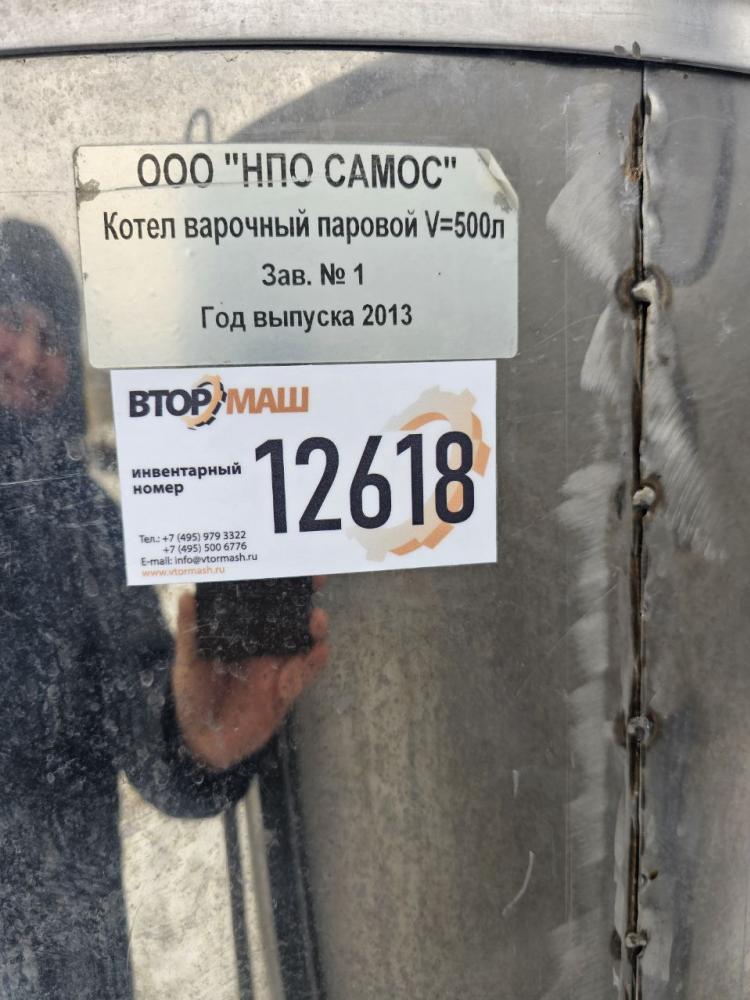 ООО "НПО САМОС"
Котел варочный паровой V=500л
Зав. № 1
Год выпуска 2013
ВТОРМАШ
инвентарный
номер
12618
Тел.: +7 (495) 979 3322
+7 (495) 500 6776
E-mail: info@vtormash.ru
www.vtormash.ru